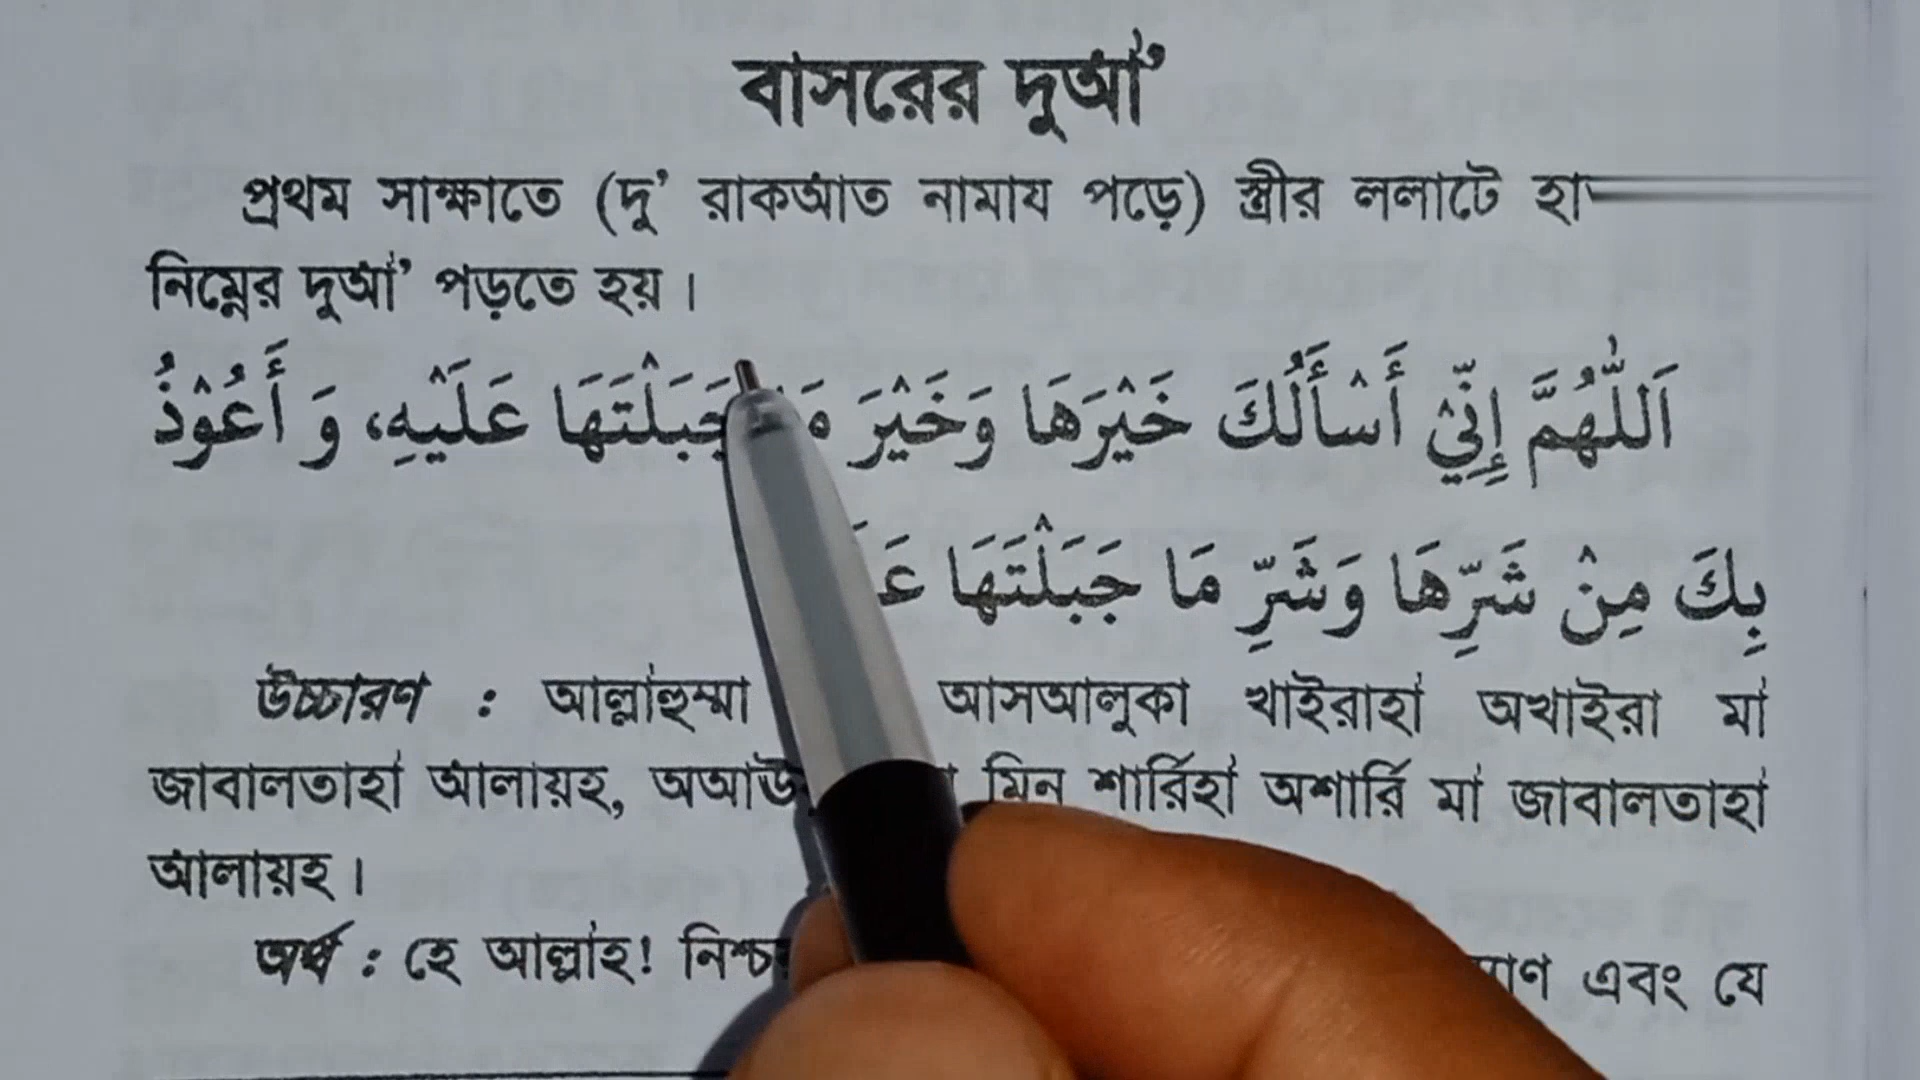 বাসরের দুআ'
প্রথম সাক্ষাতে (দু' রাকআত নামায পড়ে) স্ত্রীর ললাটে
নিম্নের দুআ' পড়তে হয়।
اَللّٰهُمَّ إِنِّيْ أَسْأَلُكَ خَيْرَهَا وَخَيْرَ جَبَلْتَهَا عَلَيْهِ، وَ أَعُوْذُ
بِكَ مِنْ شَرِّهَا وَشَرِّ مَا جَبَلْتَهَا
উচ্চারণ : আল্লাহুম্মা আসআলুকা খাইরাহা অখাইরা মা
জাবালতাহা আলায়হ, মিন শার্রিহা অশার্রি মা জাবালতাহা
আলায়হ।
অর্থ : হে আল্লাহ! এবং যে